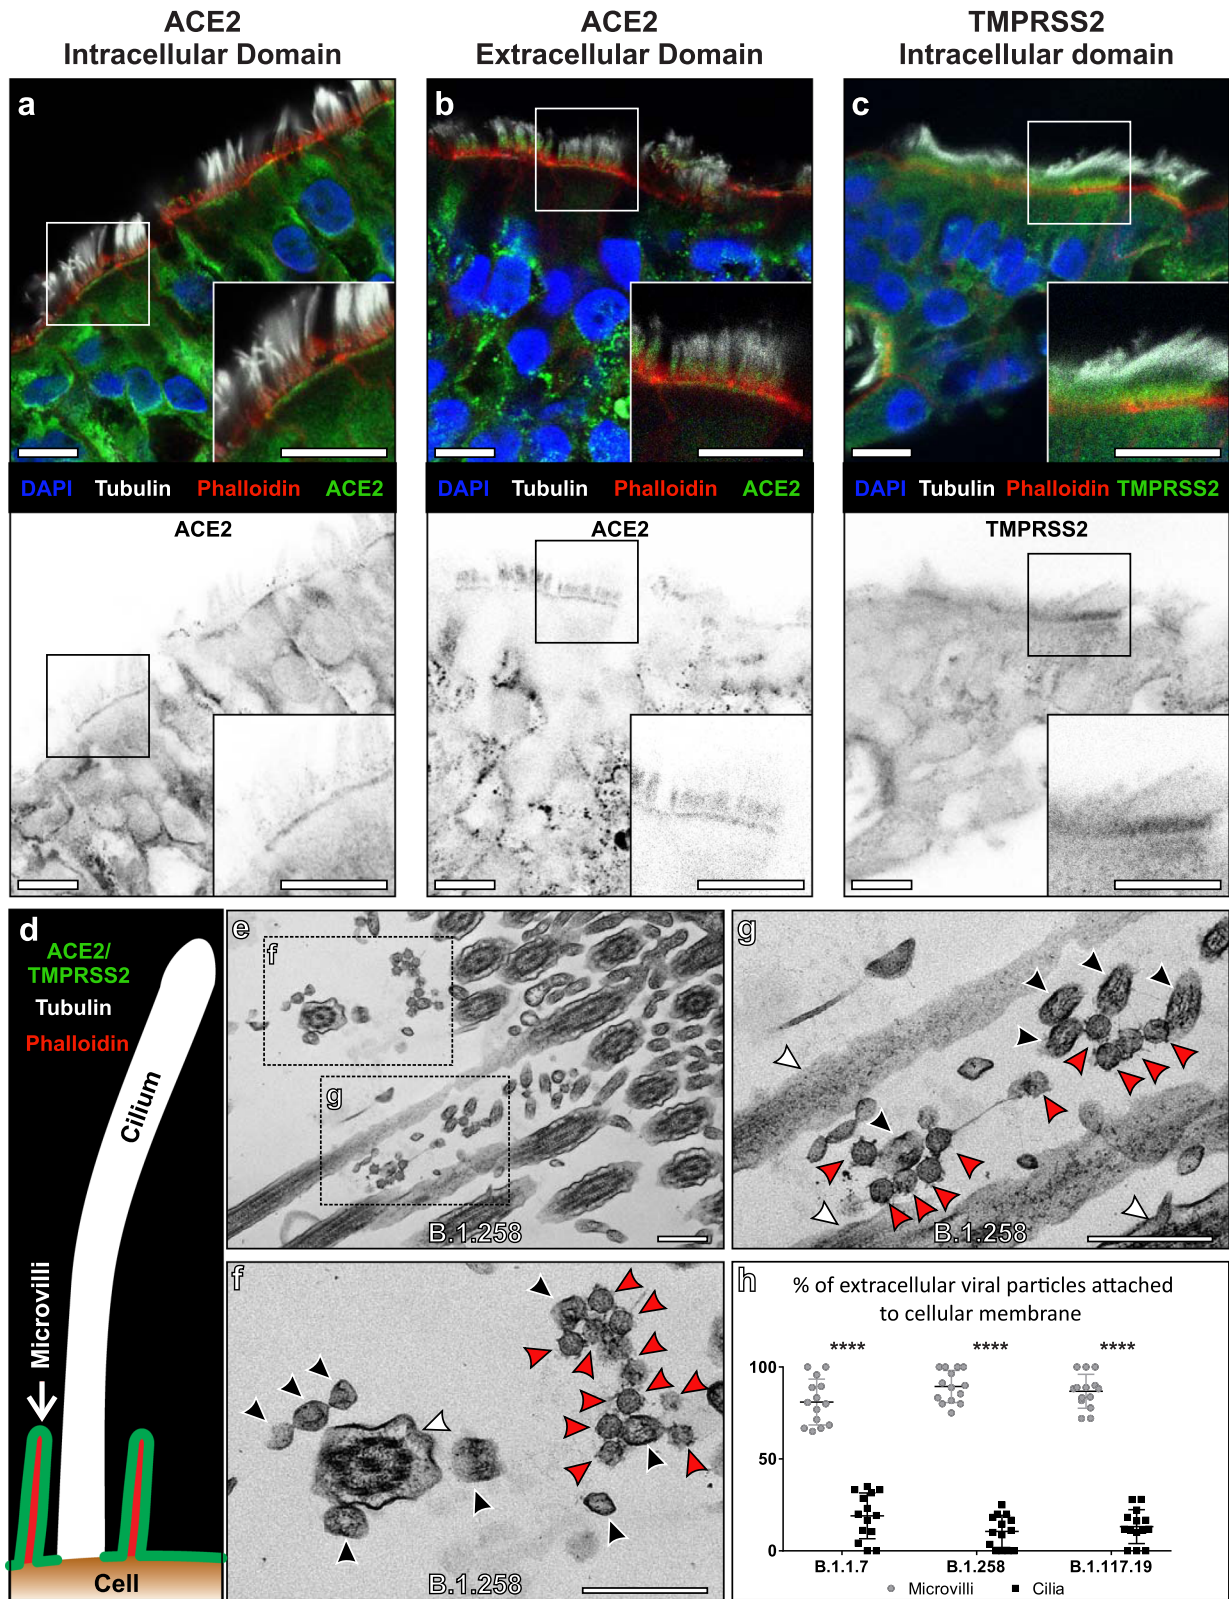 ACE2
Intracellular Domain
ACE2
Extracellular Domain
TMPRSS2
Intracellular domain
a
b
c
DAPI Tubulin Phalloidin ACE2
DAPI Tubulin Phalloidin ACE2
DAPI Tubulin Phalloidin TMPRSS2
ACE2
ACE2
TMPRSS2
d
ACE2/
TMPRSS2
Tubulin
Phalloidin
Cilium
Microvilli
Cell
e
f
g
B.1.258
g
B.1.258
f
B.1.258
h
% of extracellular viral particles attached
to cellular membrane
**** **** ****
100
50
0
B.1.1.7 B.1.258 B.1.117.19
Microvilli Cilia